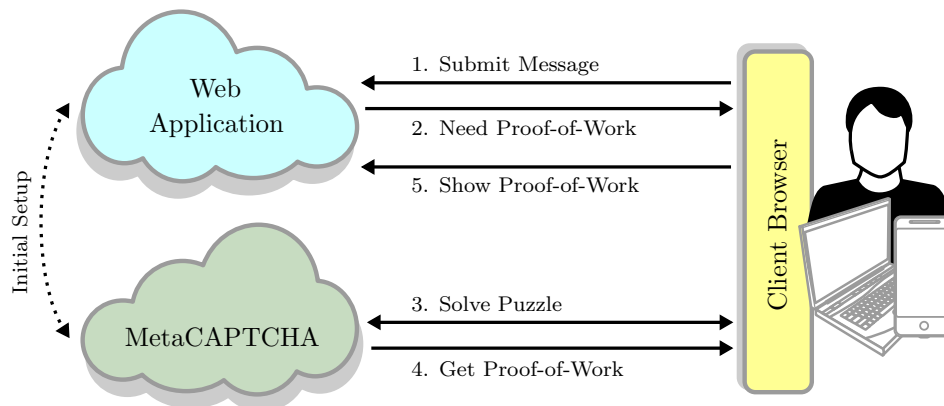 Web
Application
1. Submit Message
2. Need Proof-of-Work
5. Show Proof-of-Work
Initial Setup
MetaCAPTCHA
3. Solve Puzzle
4. Get Proof-of-Work
Client Browser